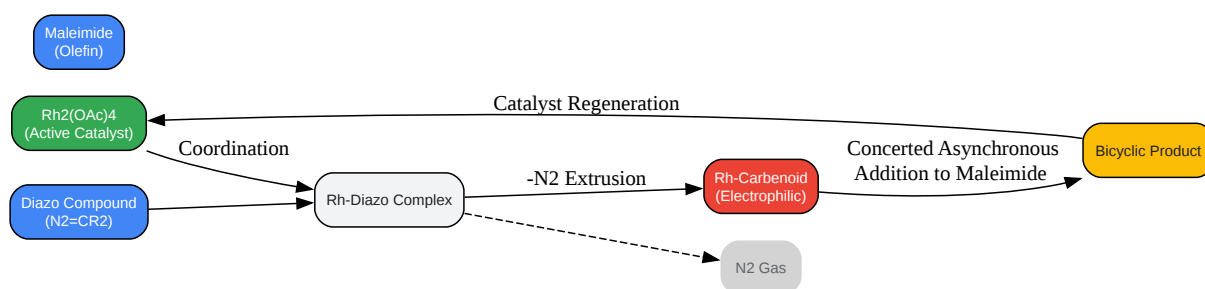 Maleimide
(Olefin)
Rh2(OAc)4
(Active Catalyst)
Diazo Compound
(N2=CR2)
Coordination
Catalyst Regeneration
Rh-Diazo Complex
-N2 Extrusion
Rh-Carbenoid
(Electrophilic)
N2 Gas
Concerted Asynchronous
Addition to Maleimide
Bicyclic Product